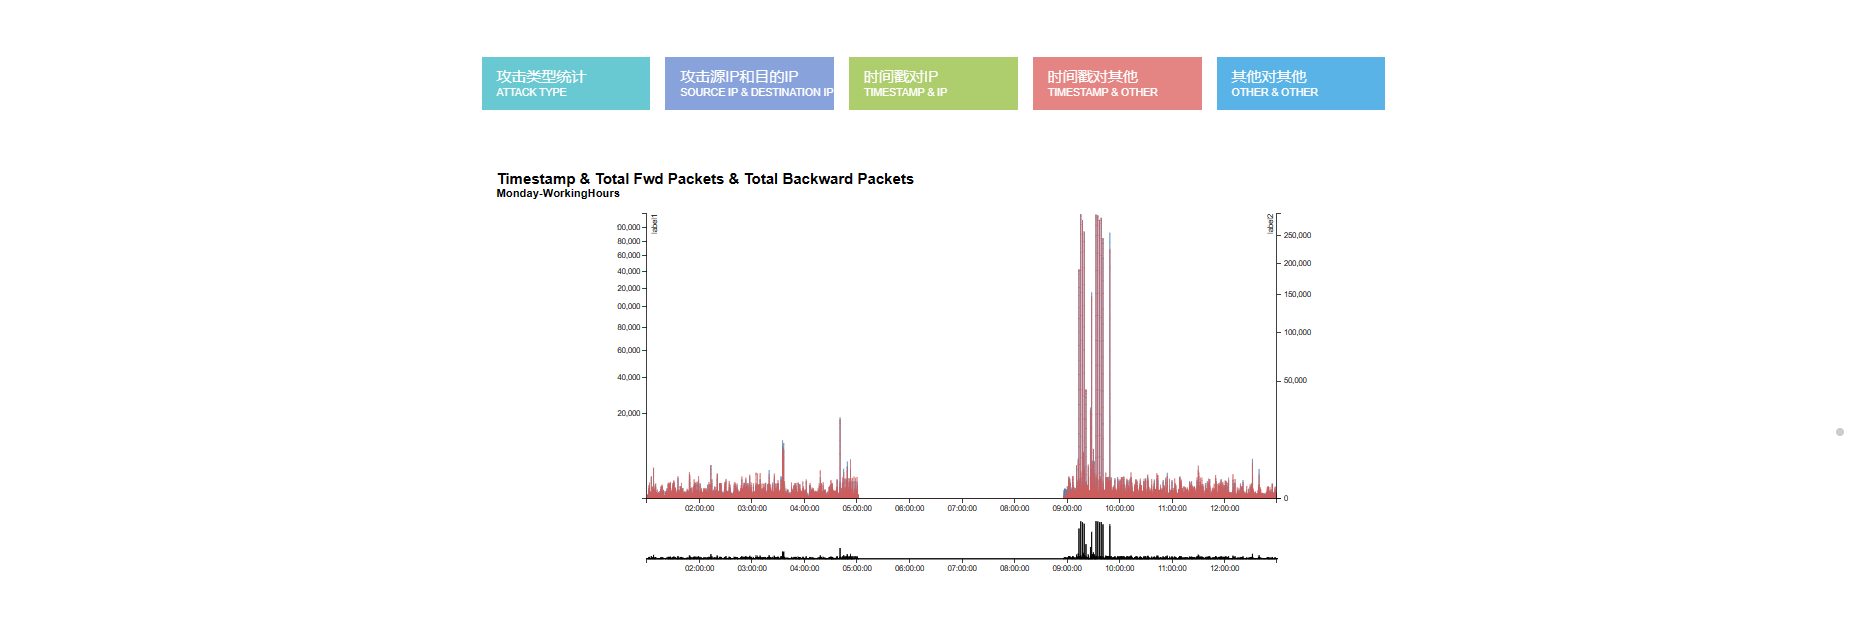 攻击类型统计
ATTACK TYPE
攻击源IP和目的IP
SOURCE IP & DESTINATION IP
时间戳对IP
TIMESTAMP & IP
时间戳对其他
TIMESTAMP & OTHER
其他对其他
OTHER & OTHER
Timestamp & Total Fwd Packets & Total Backward Packets
Monday-WorkingHours
label1
00,000
80,000
60,000
40,000
20,000
00,000
80,000
60,000
40,000
20,000
label2
250,000
200,000
150,000
100,000
50,000
0
02:00:00 03:00:00 04:00:00 05:00:00 06:00:00 07:00:00 08:00:00 09:00:00 10:00:00 11:00:00 12:00:00
02:00:00 03:00:00 04:00:00 05:00:00 06:00:00 07:00:00 08:00:00 09:00:00 10:00:00 11:00:00 12:00:00